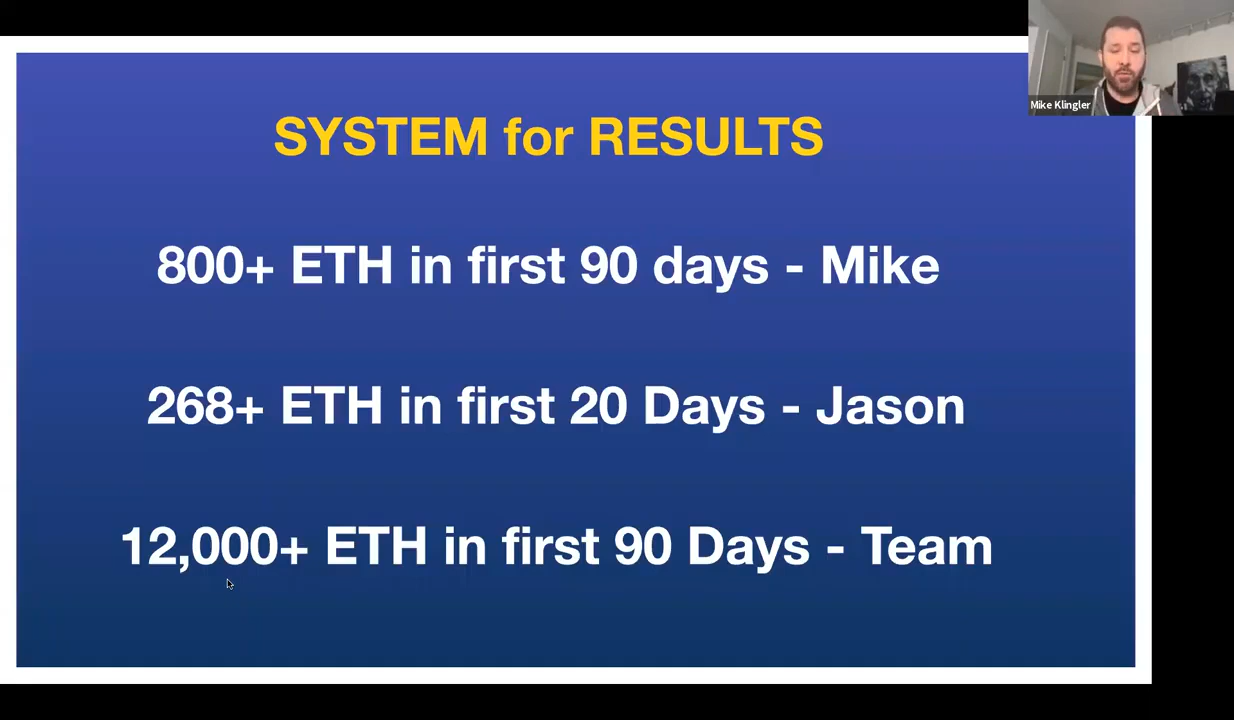 SYSTEM for RESULTS
800+ ETH in first 90 days - Mike
268+ ETH in first 20 Days - Jason
12,000+ ETH in first 90 Days - Team
Mike Klingler